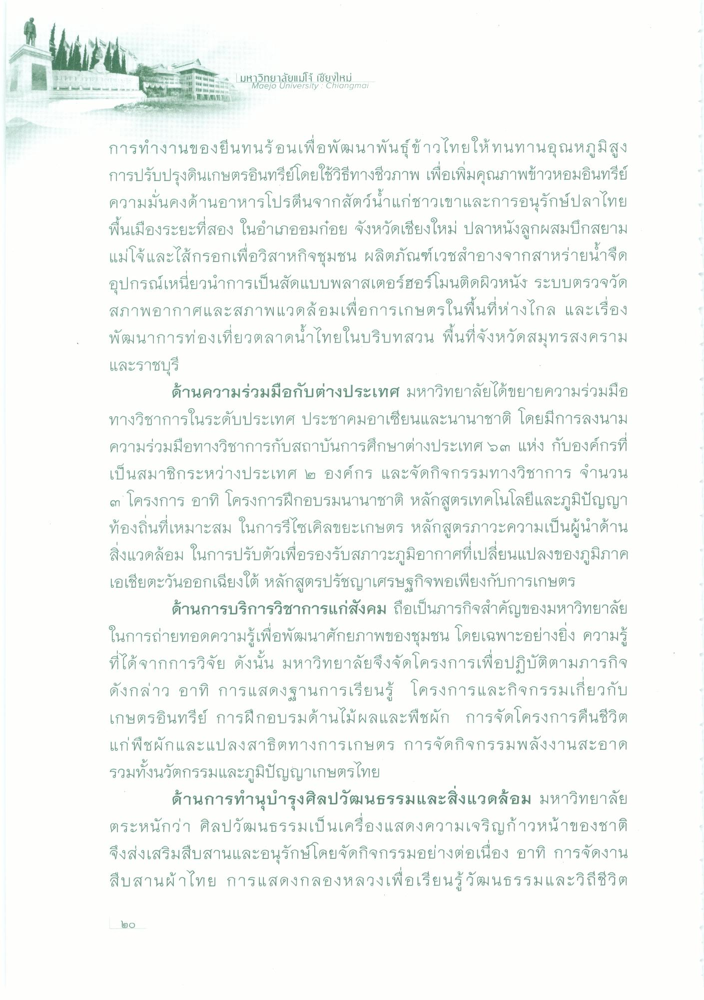 มหาวิทยาลัยแม่โจ้ เชียงใหม่
Maejo University : Chiangmai
การทำงานของยีนทนร้อนเพื่อพัฒนาพันธุ์ข้าวไทยให้ทนทานอุณหภูมิสูง
การปรับปรุงดินเกษตรอินทรีย์โดยใช้วิธีทางชีวภาพ เพื่อเพิ่มคุณภาพข้าวหอมอินทรีย์
ความมั่นคงด้านอาหารโปรตีนจากสัตว์น้ำแก่ชาวเขาและการอนุรักษ์ปลาไทย
พื้นเมืองระยะที่สอง ในอำเภออมก๋อย จังหวัดเชียงใหม่ ปลาหนังลูกผสมบึกสยาม
แม่โจ้และไส้กรอกเพื่อวิสาหกิจชุมชน ผลิตภัณฑ์เวชสำอางจากสาหร่ายน้ำจืด
อุปกรณ์เหนี่ยวนำการเป็นสัดแบบพลาสเตอร์ฮอร์โมนติดผิวหนัง ระบบตรวจวัด
สภาพอากาศและสภาพแวดล้อมเพื่อการเกษตรในพื้นที่ห่างไกล และเรื่อง
พัฒนาการท่องเที่ยวตลาดน้ำไทยในบริบทสวน พื้นที่จังหวัดสมุทรสงคราม
และราชบุรี
ด้านความร่วมมือกับต่างประเทศ มหาวิทยาลัยได้ขยายความร่วมมือ
ทางวิชาการในระดับประเทศ ประชาคมอาเซียนและนานาชาติ โดยมีการลงนาม
ความร่วมมือทางวิชาการกับสถาบันการศึกษาต่างประเทศ ๖๓ แห่ง กับองค์กรที่
เป็นสมาชิกระหว่างประเทศ ๒ องค์กร และจัดกิจกรรมทางวิชาการ จำนวน
๓ โครงการ อาทิ โครงการฝึกอบรมนานาชาติ หลักสูตรเทคโนโลยีและภูมิปัญญา
ท้องถิ่นที่เหมาะสม ในการรีไซเคิลขยะเกษตร หลักสูตรภาวะความเป็นผู้นำด้าน
สิ่งแวดล้อม ในการปรับตัวเพื่อรองรับสภาวะภูมิอากาศที่เปลี่ยนแปลงของภูมิภาค
เอเชียตะวันออกเฉียงใต้ หลักสูตรปรัชญาเศรษฐกิจพอเพียงกับการเกษตร
ด้านการบริการวิชาการแก่สังคม ถือเป็นภารกิจสำคัญของมหาวิทยาลัย
ในการถ่ายทอดความรู้เพื่อพัฒนาศักยภาพของชุมชน โดยเฉพาะอย่างยิ่ง ความรู้
ที่ได้จากการวิจัย ดังนั้น มหาวิทยาลัยจึงจัดโครงการเพื่อปฏิบัติตามภารกิจ
ดังกล่าว อาทิ การแสดงฐานการเรียนรู้ โครงการและกิจกรรมเกี่ยวกับ
เกษตรอินทรีย์ การฝึกอบรมด้านไม้ผลและพืชผัก การจัดโครงการคืนชีวิต
แก่พืชผักและแปลงสาธิตทางการเกษตร การจัดกิจกรรมพลังงานสะอาด
รวมทั้งนวัตกรรมและภูมิปัญญาเกษตรไทย
ด้านการทำนุบำรุงศิลปวัฒนธรรมและสิ่งแวดล้อม มหาวิทยาลัย
ตระหนักว่า ศิลปวัฒนธรรมเป็นเครื่องแสดงความเจริญก้าวหน้าของชาติ
จึงส่งเสริมสืบสานและอนุรักษ์โดยจัดกิจกรรมอย่างต่อเนื่อง อาทิ การจัดงาน
สืบสานผ้าไทย การแสดงกลองหลวงเพื่อเรียนรู้วัฒนธรรมและวิถีชีวิต
๒๐